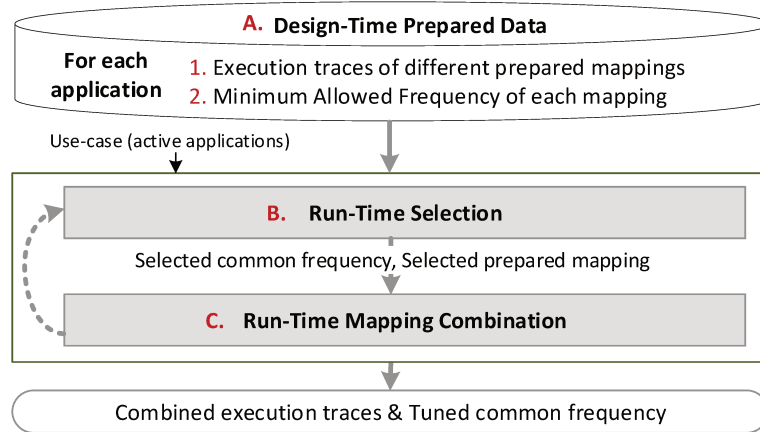 A. Design-Time Prepared Data
For each
application
1. Execution traces of different prepared mappings
2. Minimum Allowed Frequency of each mapping
Use-case (active applications)
B. Run-Time Selection
Selected common frequency, Selected prepared mapping
C. Run-Time Mapping Combination
Combined execution traces & Tuned common frequency